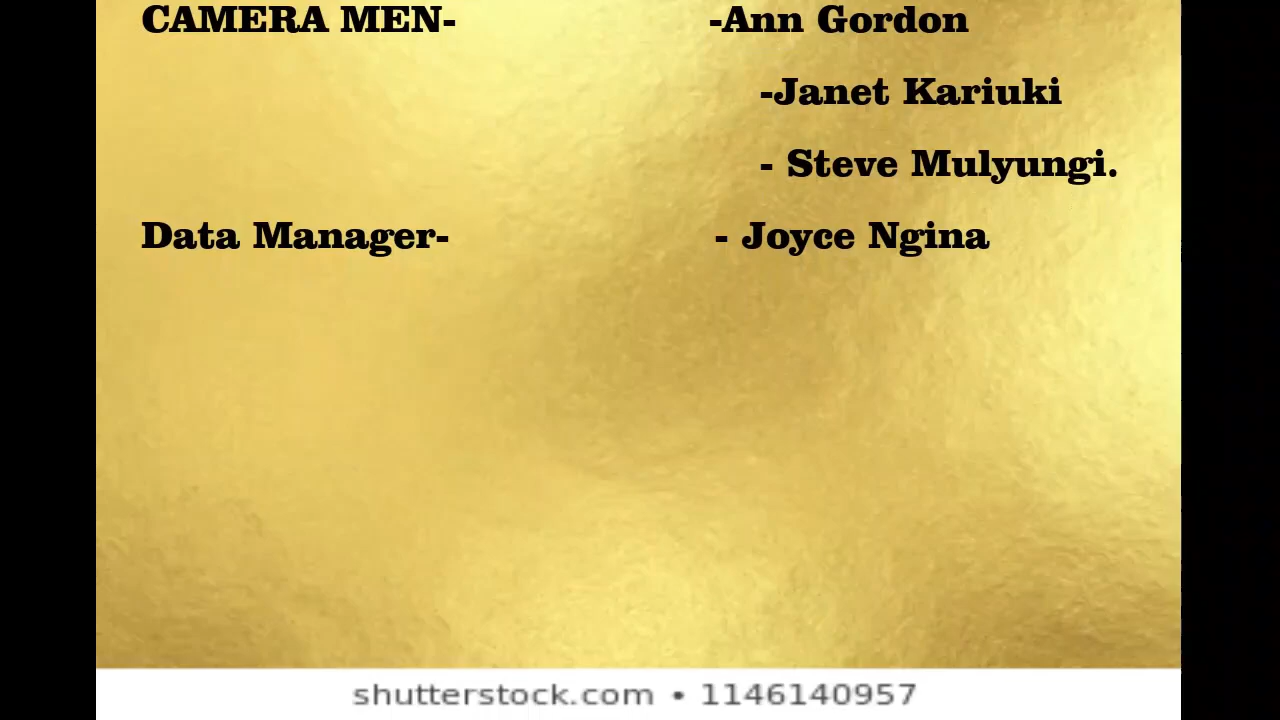 CAMERA MEN- -Ann Gordon
-Janet Kariuki
- Steve Mulyungi.
Data Manager- - Joyce Ngina
shutterstock.com • 1146140957